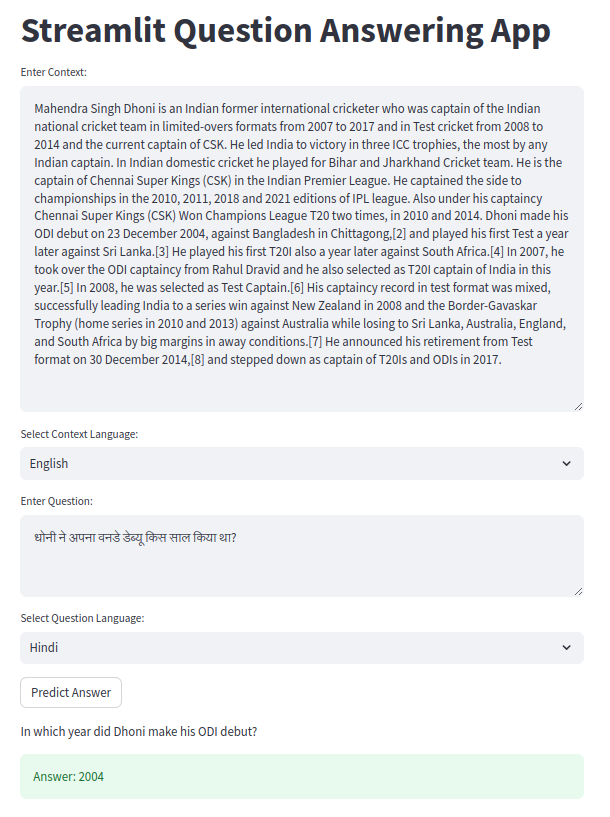 Streamlit Question Answering App
Enter Context:
Mahendra Singh Dhoni is an Indian former international cricketer who was captain of the Indian
national cricket team in limited-overs formats from 2007 to 2017 and in Test cricket from 2008 to
2014 and the current captain of CSK. He led India to victory in three ICC trophies, the most by any
Indian captain. In Indian domestic cricket he played for Bihar and Jharkhand Cricket team. He is the
captain of Chennai Super Kings (CSK) in the Indian Premier League. He captained the side to
championships in the 2010, 2011, 2018 and 2021 editions of IPL league. Also under his captaincy
Chennai Super Kings (CSK) Won Champions League T20 two times, in 2010 and 2014. Dhoni made his
ODI debut on 23 December 2004, against Bangladesh in Chittagong,[2] and played his first Test a year
later against Sri Lanka.[3] He played his first T20I also a year later against South Africa.[4] In 2007, he
took over the ODI captaincy from Rahul Dravid and he also selected as T20I captain of India in this
year.[5] In 2008, he was selected as Test Captain.[6] His captaincy record in test format was mixed,
successfully leading India to a series win against New Zealand in 2008 and the Border-Gavaskar
Trophy (home series in 2010 and 2013) against Australia while losing to Sri Lanka, Australia, England,
and South Africa by big margins in away conditions.[7] He announced his retirement from Test
format on 30 December 2014,[8] and stepped down as captain of T20Is and ODIs in 2017.
Select Context Language:
English
Enter Question:
धोनी ने अपना वनडे डेब्यू किस साल किया था?
Select Question Language:
Hindi
Predict Answer
In which year did Dhoni make his ODI debut?
Answer: 2004